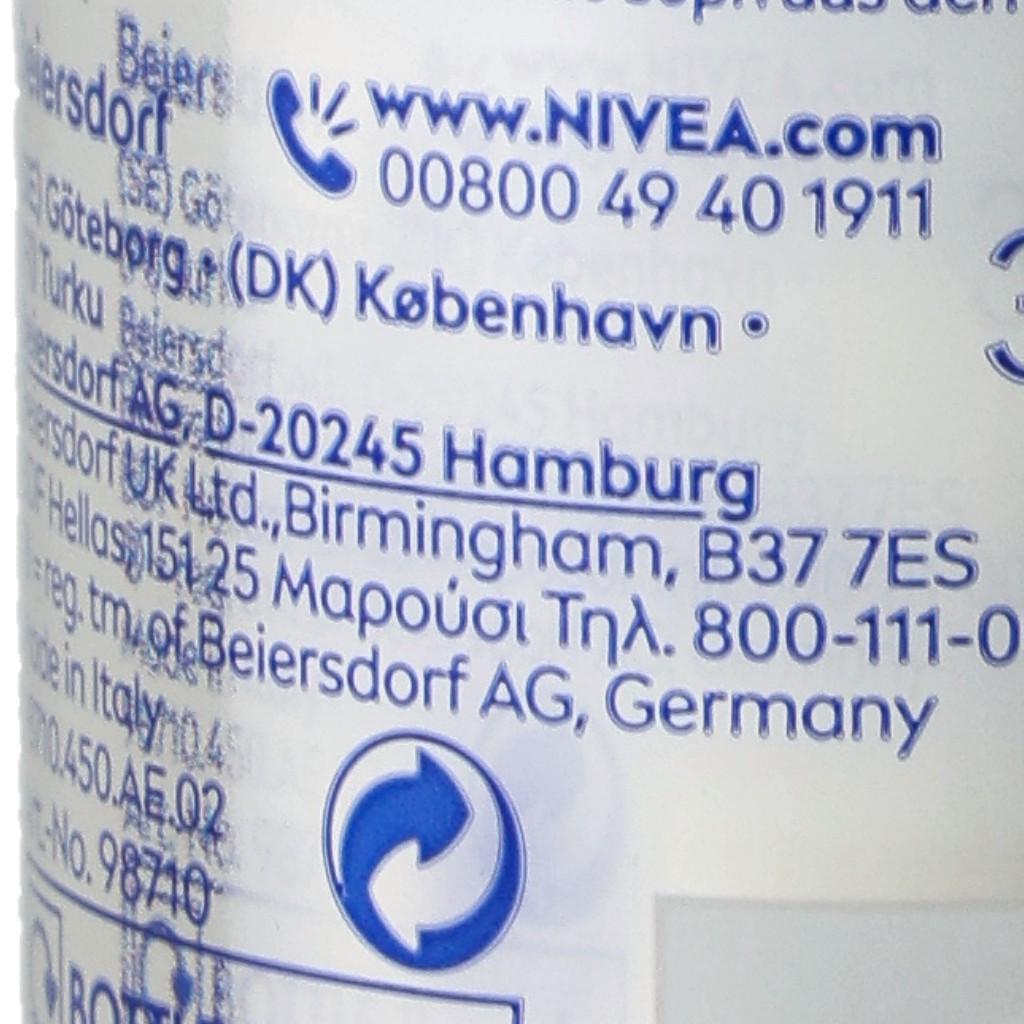 www.NIVEA.com
Beiersdorf 00800 49 40 1911
Göteborg • (DK) København •
Turku
Beiersdorf AG, D-20245 Hamburg
Beiersdorf UK Ltd., Birmingham, B37 7ES
Hellas, 151 25 Μαρούσι Τηλ. 800-111-0
= reg. tm. of Beiersdorf AG, Germany
in Italy
710.450.AE.02
-No. 98710